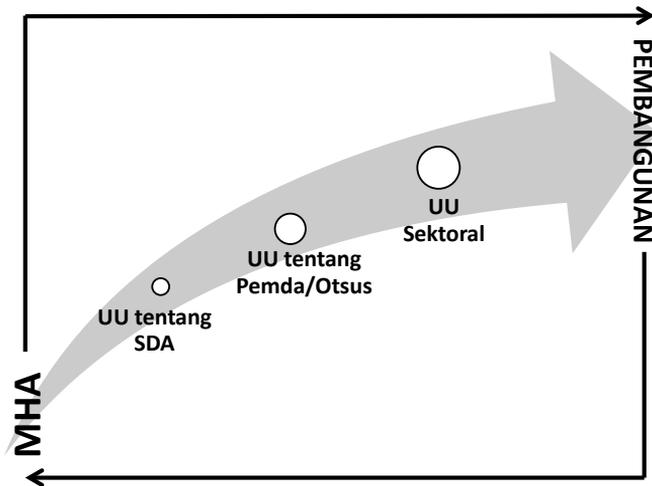 PEMBANGUNAN
UU
Sektoral
UU tentang
Pemda/Otsus
UU tentang
SDA
MHA